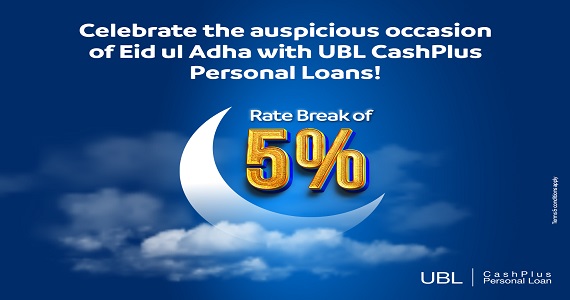 Celebrate the auspicious occasion
of Eid ul Adha with UBL CashPlus
Personal Loans!
Rate Break of
5%
Terms & conditions apply
UBL
CashPlus
Personal Loan